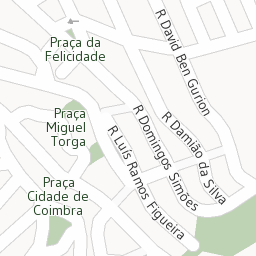 Praça da
Felicidade
R David Ben Gurion
Praça
Miguel
Torga
R Luís Ramos Figueira
R Domingos Simões
R Damião da Silva
Praça
Cidade de
Coimbra